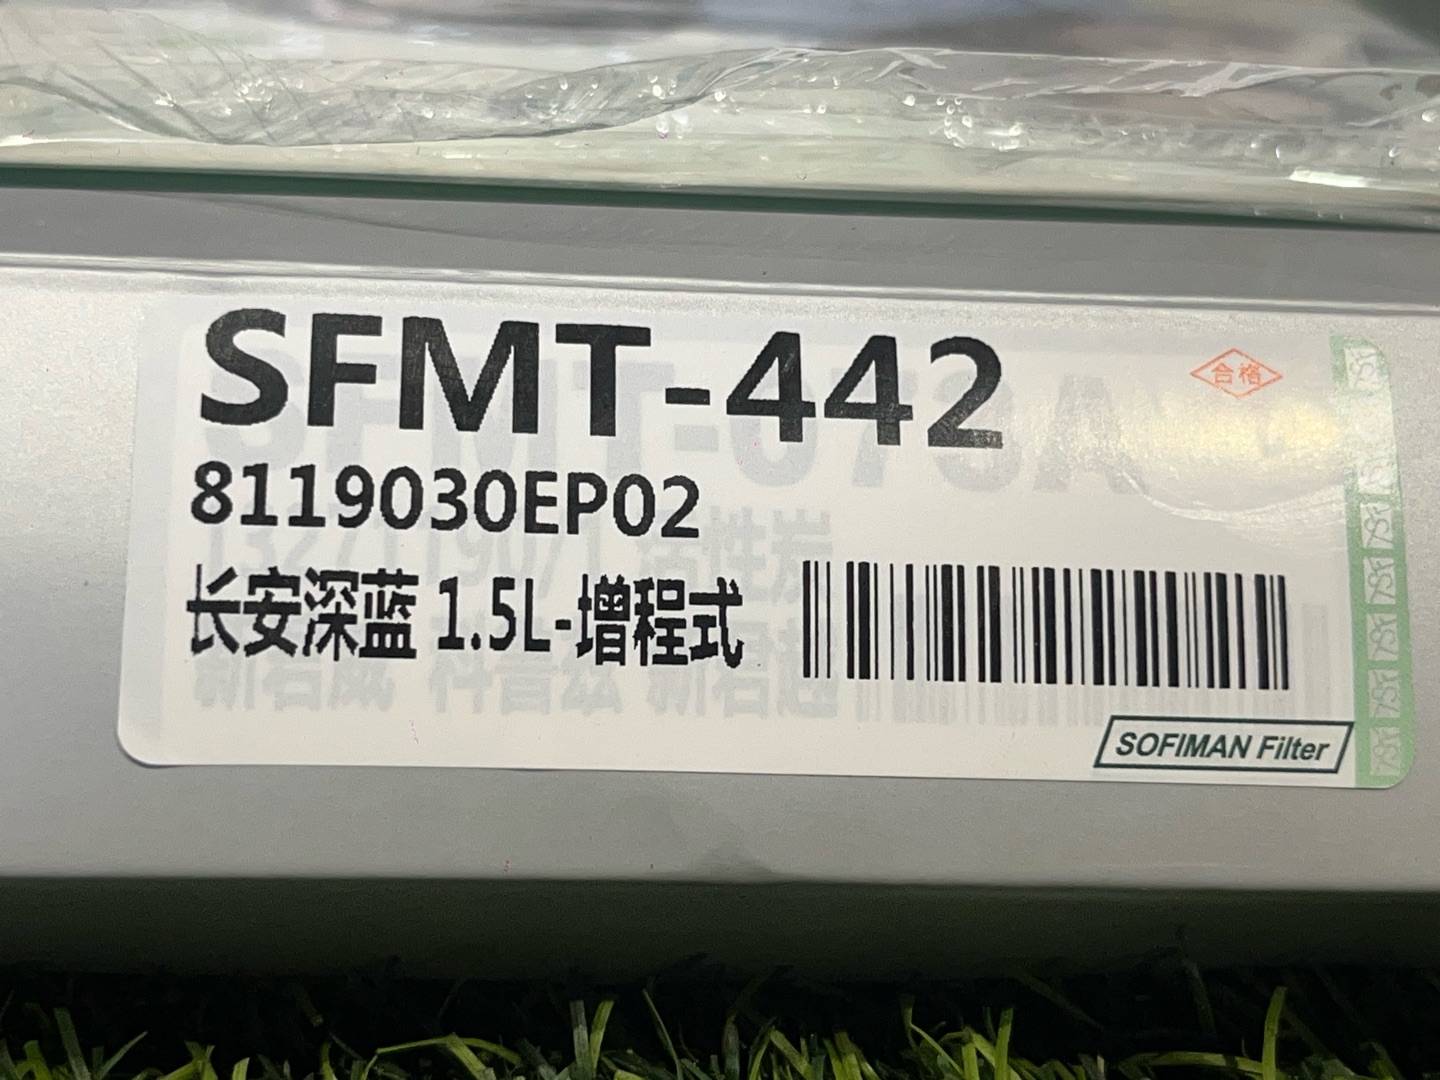 SFMT-442
合格
8119030EP02
长安深蓝 1.5L-增程式
SOFIMAN Filter